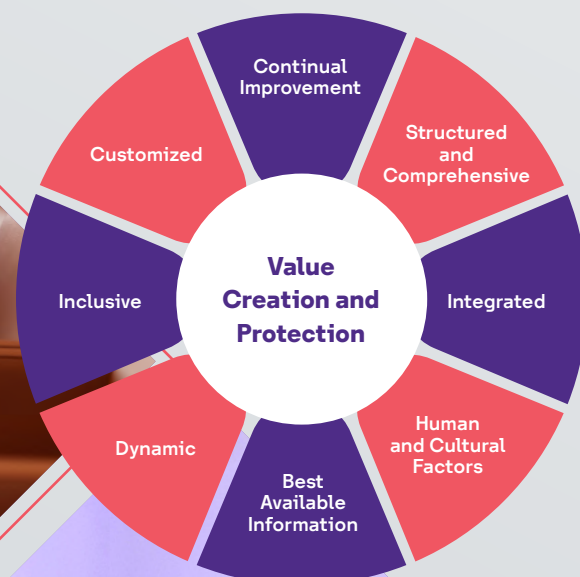 Continual
Improvement
Structured
and
Comprehensive
Customized
Value
Creation and
Protection
Inclusive
Integrated
Human
and Cultural
Factors
Dynamic
Best
Available
Information